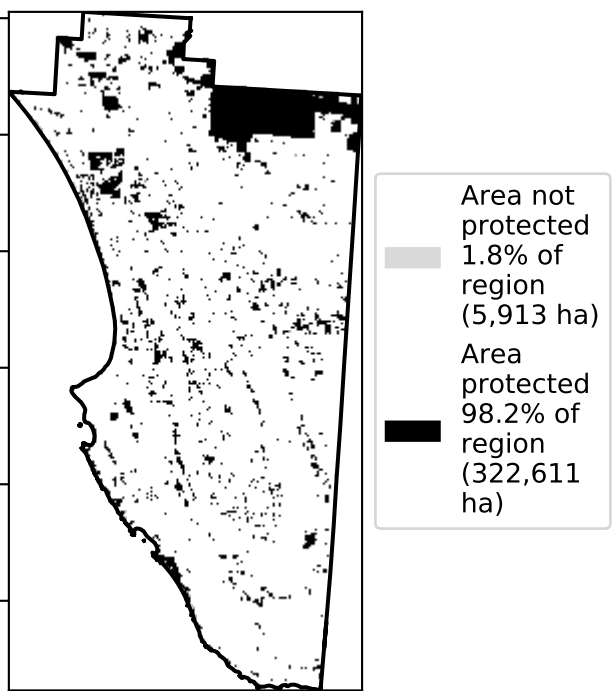 Area not
protected
1.8% of
region
(5,913 ha)
Area
protected
98.2% of
region
(322,611
ha)